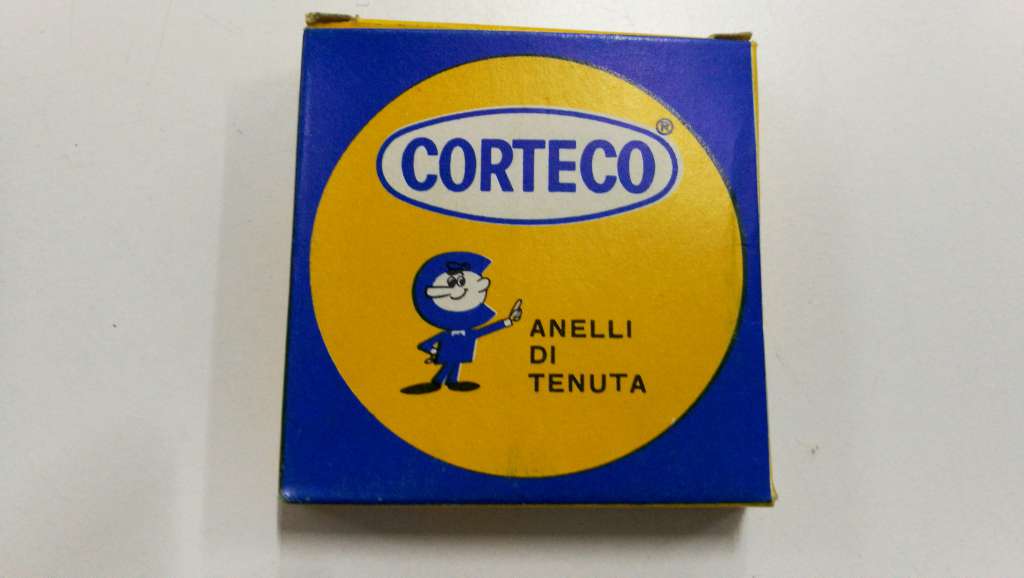 CORTECO®
ANELLI
DI
TENUTA